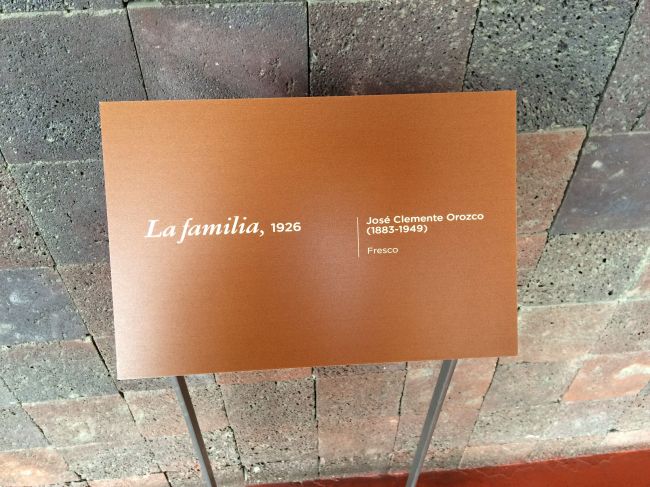 La familia, 1926
José Clemente Orozco
(1883-1949)
Fresco